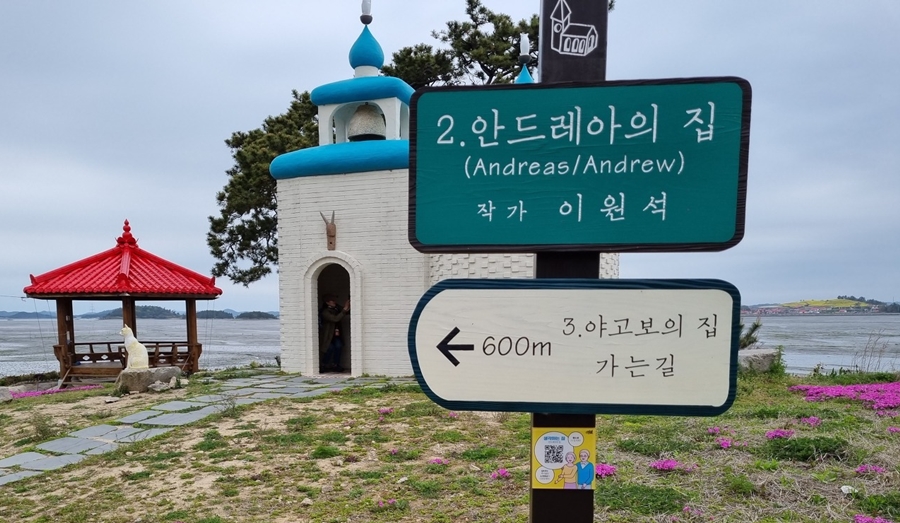 2.안드레아의 집
(Andreas/Andrew)
작가 이원석
← 600m
3.야고보의 집
가는길